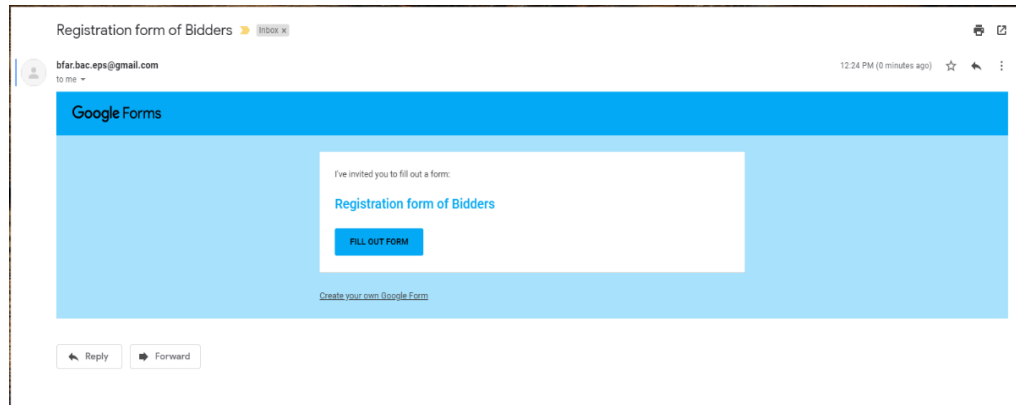 Registration form of Bidders Inbox x
bfar.bac.eps@gmail.com 12:24 PM (0 minutes ago)
to me
Google Forms
I've invited you to fill out a form:
Registration form of Bidders
FILL OUT FORM
Create your own Google Form
Reply Forward